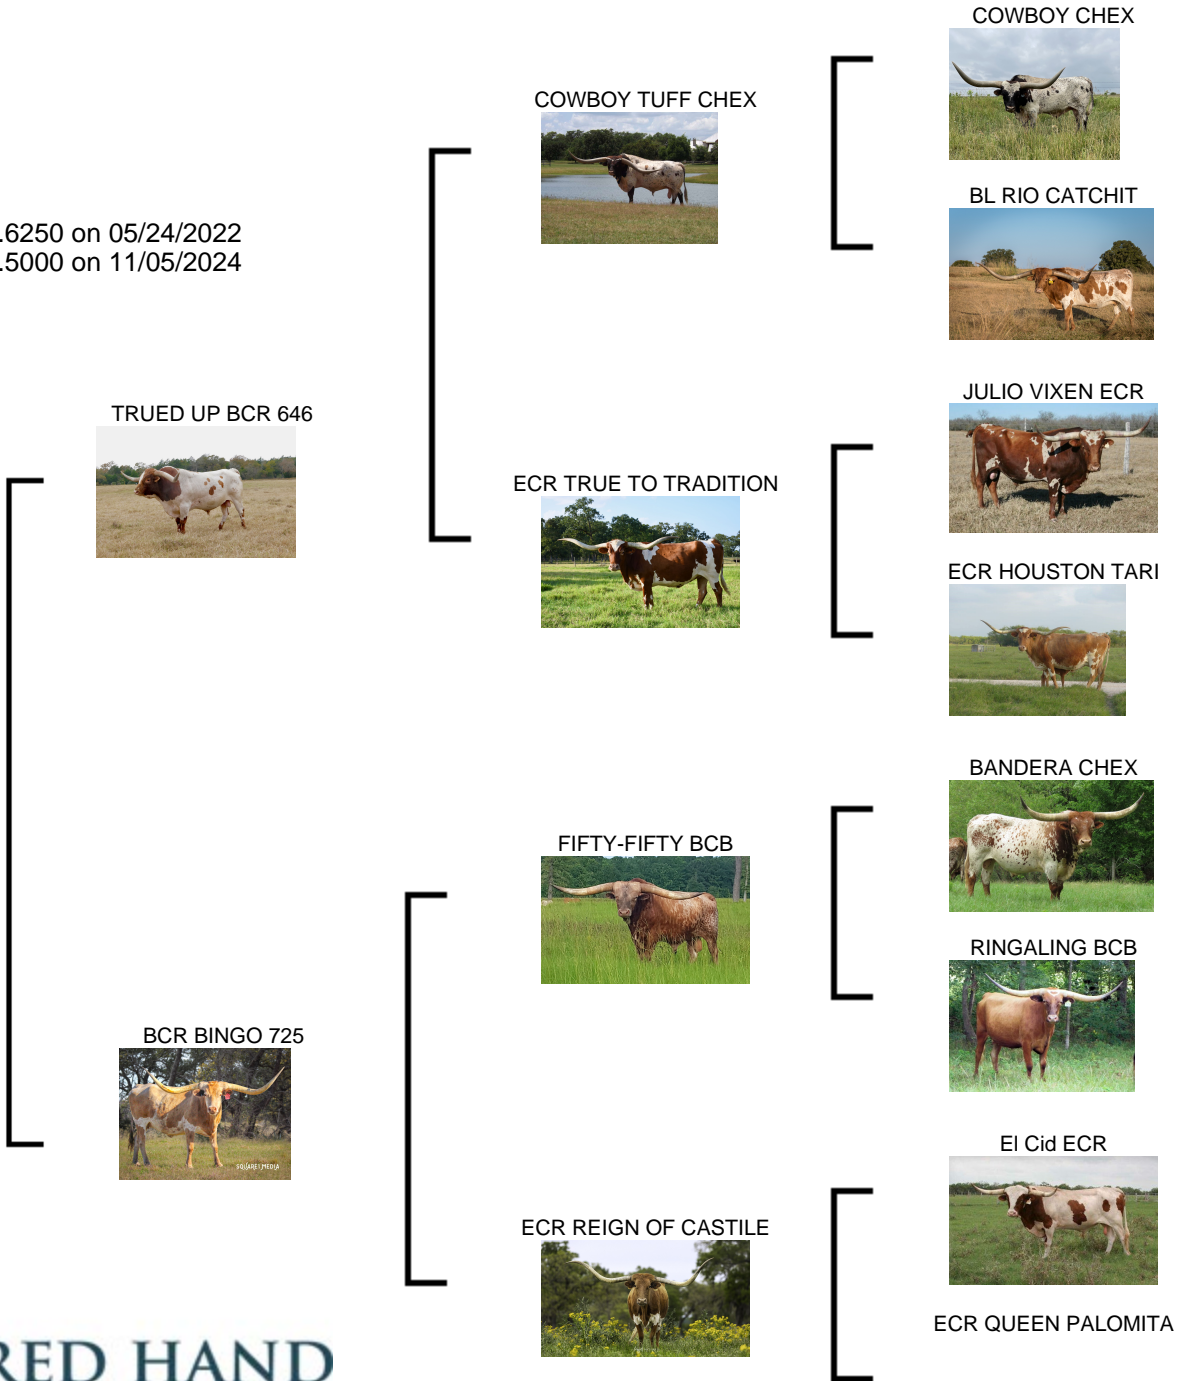 COWBOY CHEX
COWBOY TUFF CHEX
BL RIO CATCHIT
.6250 on 05/24/2022
.5000 on 11/05/2024
JULIO VIXEN ECR
TRUED UP BCR 646
ECR TRUE TO TRADITION
ECR HOUSTON TARI
BANDERA CHEX
FIFTY-FIFTY BCB
RINGALING BCB
BCR BINGO 725
SQUARE1 MEDIA
El Cid ECR
ECR REIGN OF CASTILE
ECR QUEEN PALOMITA
RED HAND